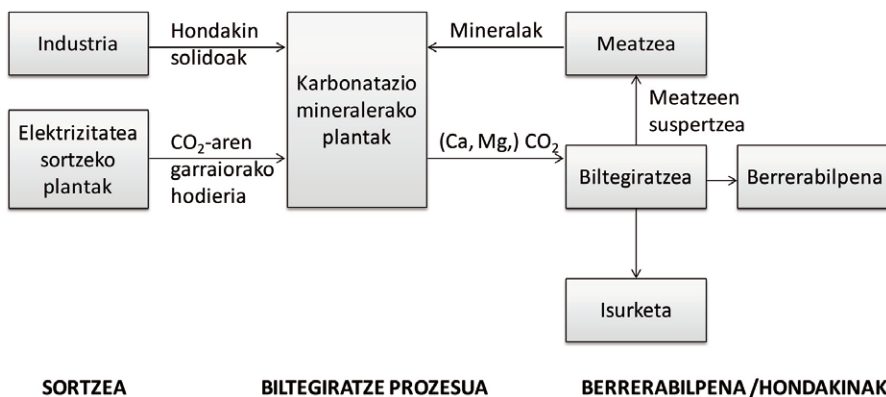 Industria
Hondakin
solidoak
Karbonatazio
mineralerako
plantak
Mineralak
Meatzea
Elektrizitatea
sortzeko
plantak
CO₂-aren
garraiorako
hodieria
(Ca, Mg,) CO₂
Meatzeen
suspertzea
Biltegiratzea
Berrerabilpena
Isurketa
SORTZEA
BILTEGIRATZE PROZESUA
BERRERABILPENA /HONDAKINAK